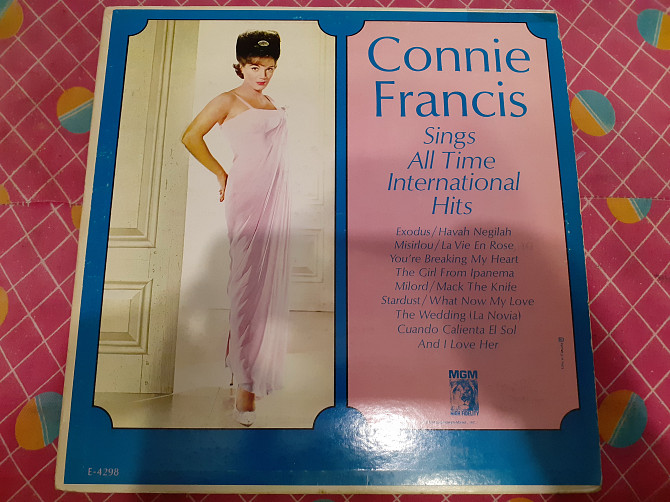 Connie
Francis
Sings
All Time
International
Hits
Exodus/Havah Negilah
Misirlou/La Vie En Rose
You're Breaking My Heart
The Girl From Ipanema
Milord/Mack The Knife
Stardust/What Now My Love
The Wedding (La Novia)
Cuando Calienta El Sol
And I Love Her
MGM
HIGH FIDELITY
E-4298